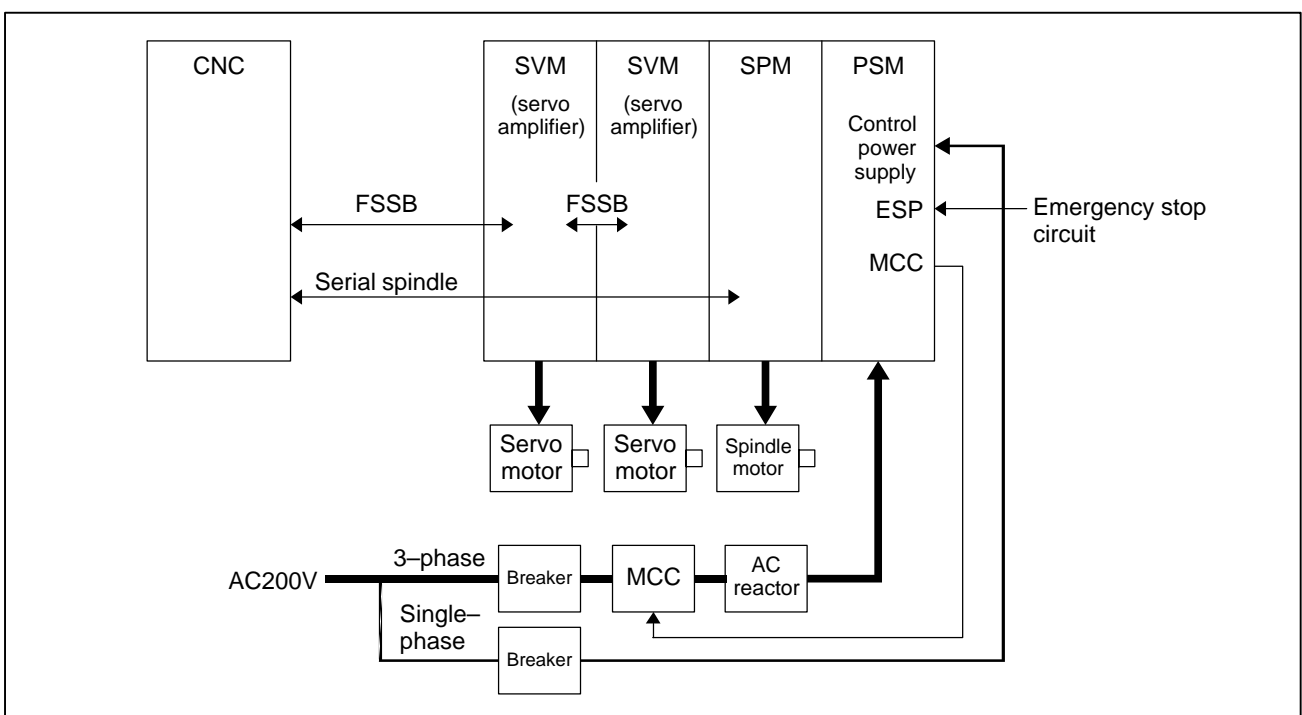 CNC
SVM
(servo
amplifier)
SVM
(servo
amplifier)
SPM
PSM
Control
power
supply
FSSB
FSSB
ESP
Emergency stop
circuit
MCC
Serial spindle
Servo
motor
Servo
motor
Spindle
motor
AC200V
3–phase
Breaker
MCC
AC
reactor
Single–
phase
Breaker